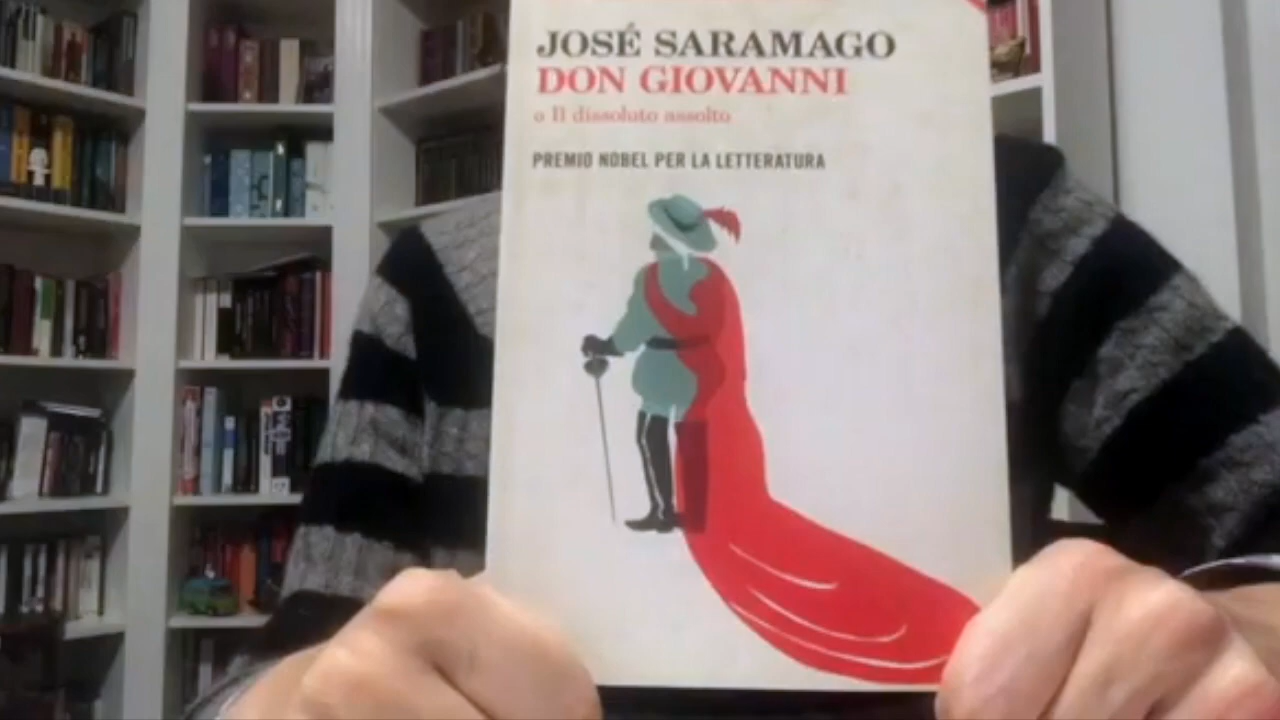 JOSÉ SARAMAGO
DON GIOVANNI
o Il dissoluto assolto
PREMIO NOBEL PER LA LETTERATURA